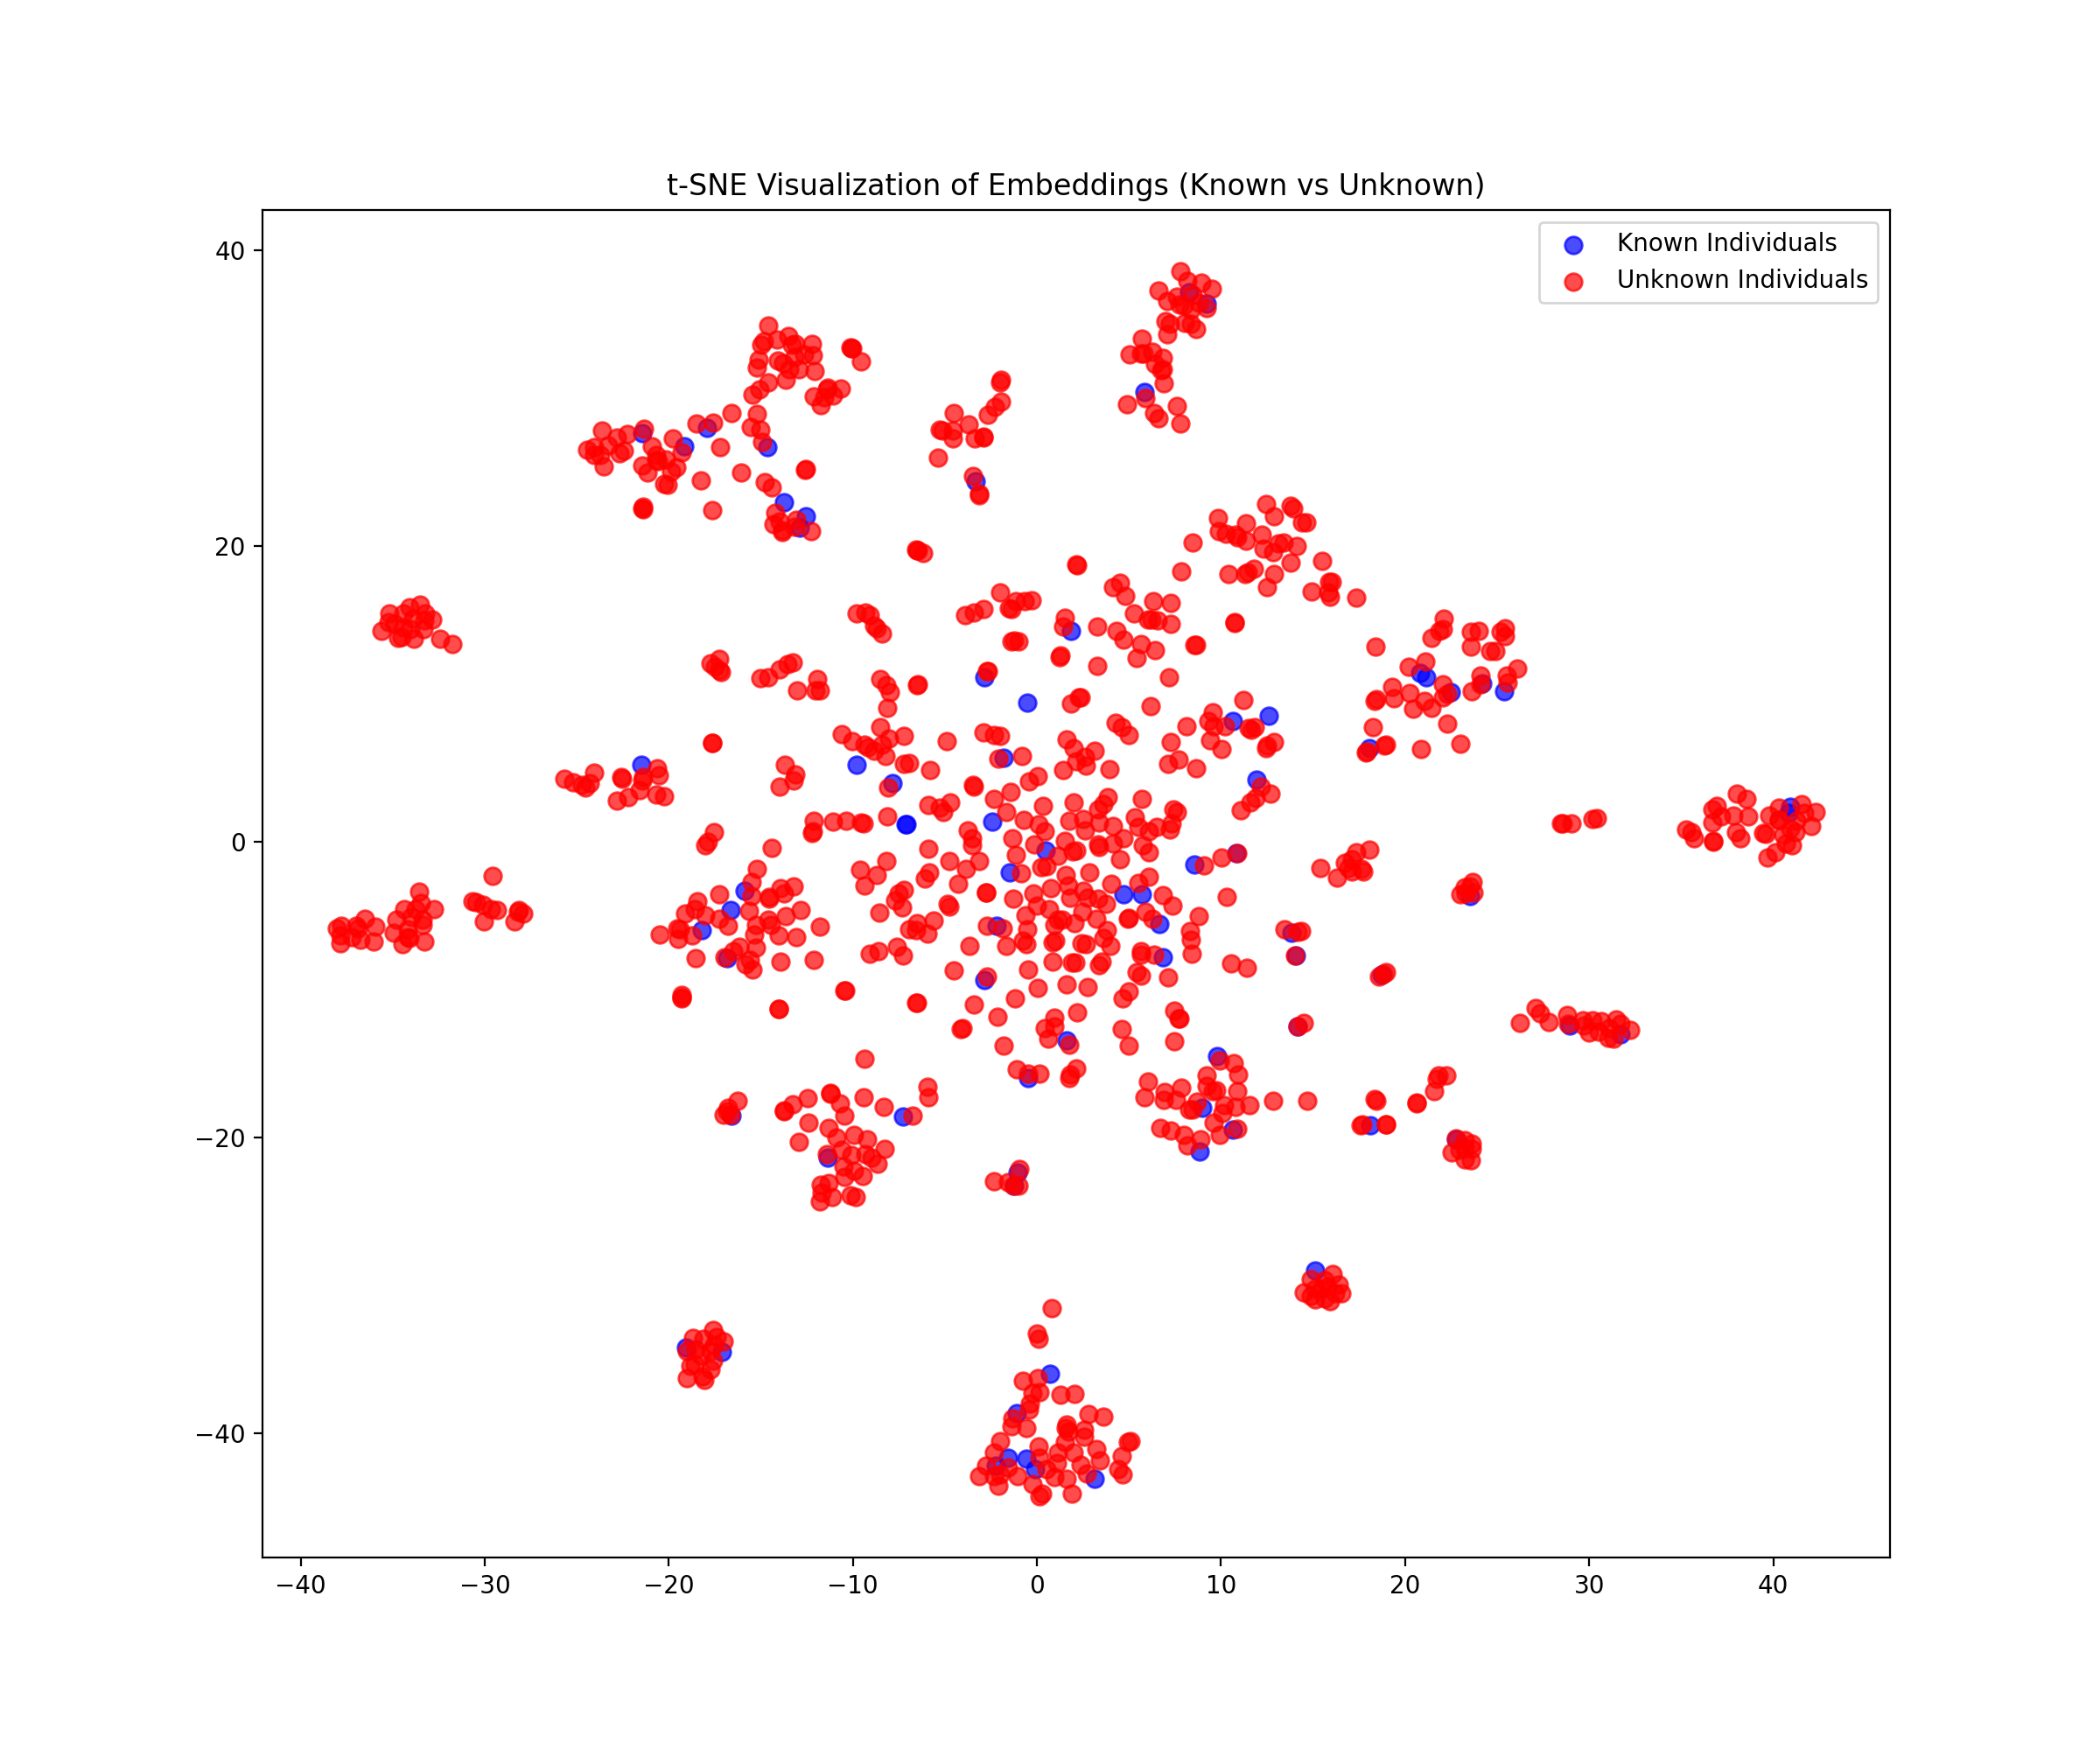 t-SNE Visualization of Embeddings (Known vs Unknown)
Known Individuals
Unknown Individuals
40
20
0
−20
−40
−40 −30 −20 −10 0 10 20 30 40